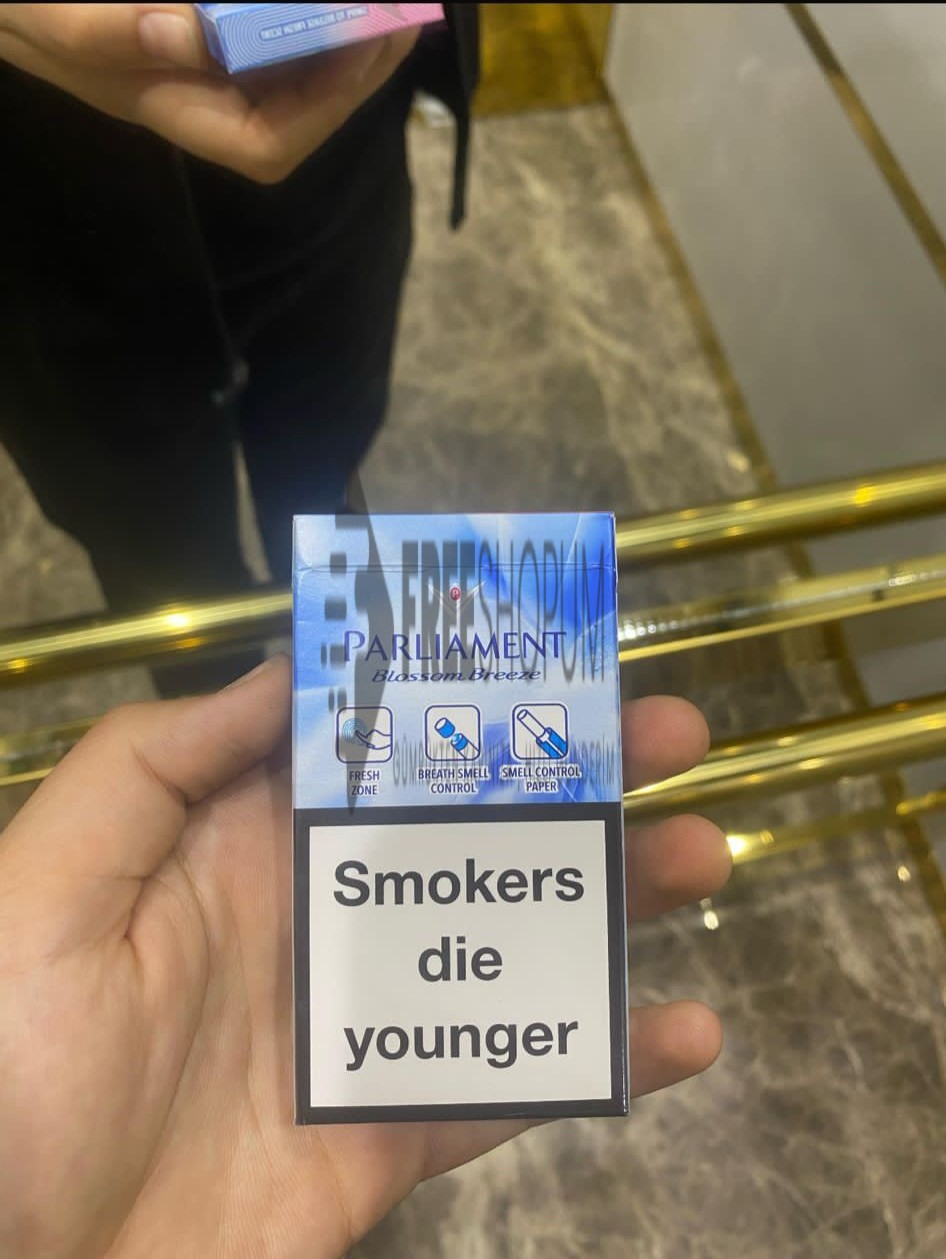 FREESHOPUM
PARLIAMENT
Blossom Breeze
FRESH
ZONE
BREATH SMELL
CONTROL
SMELL CONTROL
PAPER
Smokers
die
younger